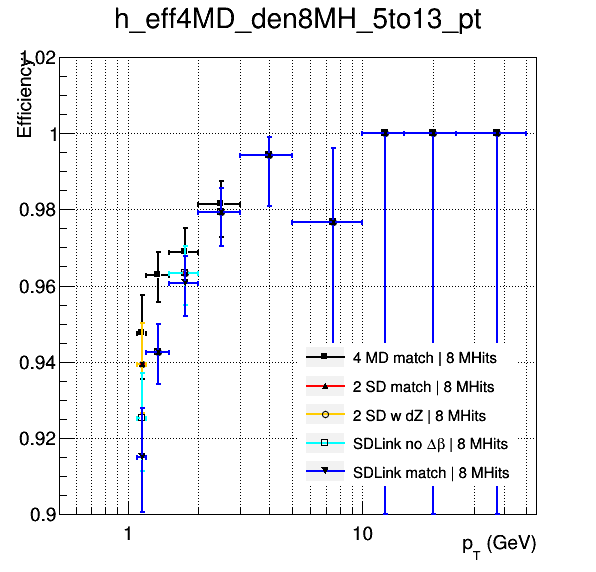 h_eff4MD_den8MH_5to13_pt
Efficiency
1.02
1
0.98
0.96
0.94
0.92
0.9
4 MD match | 8 MHits
2 SD match | 8 MHits
2 SD w dZ | 8 MHits
SDLink no Δβ | 8 MHits
SDLink match | 8 MHits
1
10
p_T (GeV)